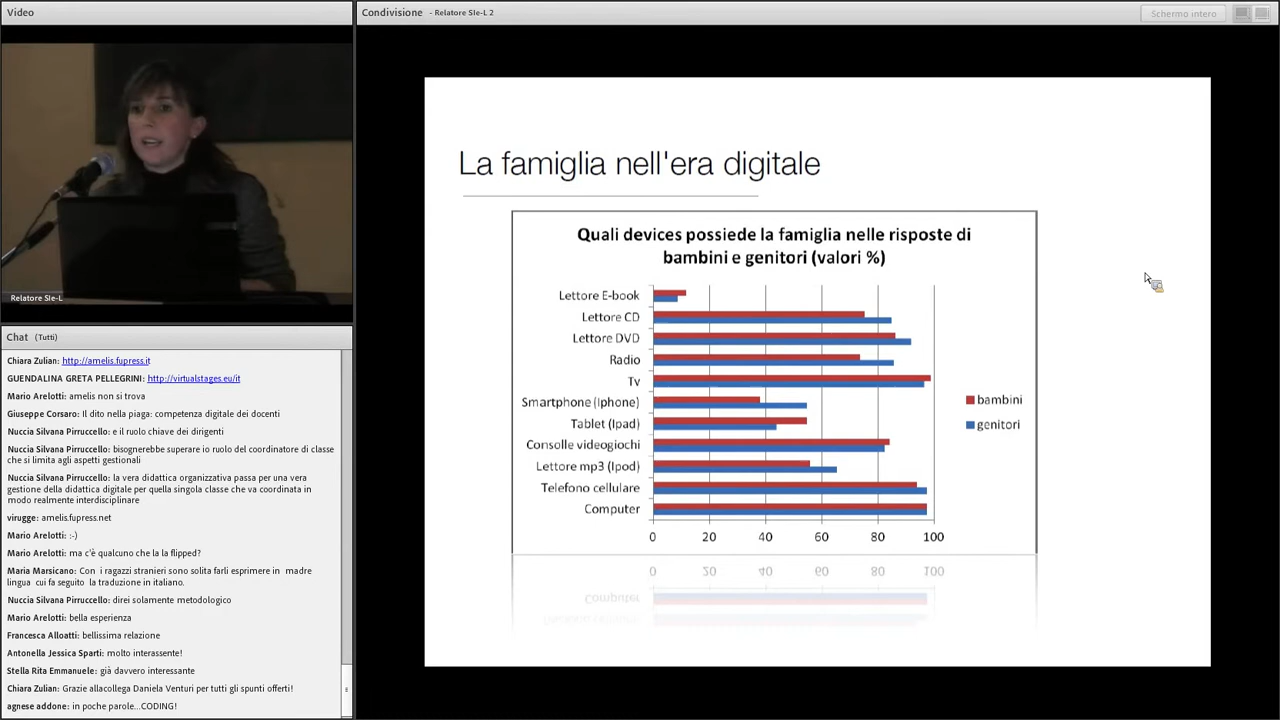 Video
Relatore SIe-L
Chat (Tutti)
Chiara Zulian: http://amelis.fupress.it
GUENDALINA GRETA PELLEGRINI: http://virtualstages.eu/it
Mario Arelotti: amelis non si trova
Giuseppe Corsaro: Il dito nella piaga: competenza digitale dei docenti
Nuccia Silvana Pirruccello: e il ruolo chiave dei dirigenti
Nuccia Silvana Pirruccello: bisognerebbe superare io ruolo del coordinatore di classe
che si limita agli aspetti gestionali
Nuccia Silvana Pirruccello: la vera didattica organizzativa passa per una vera
gestione della didattica digitale per quella singola classe che va coordinata in
modo realmente interdisciplinare
virugge: amelis.fupress.net
Mario Arelotti: :-)
Mario Arelotti: ma c'è qualcuno che la la flipped?
Maria Marsicano: Con i ragazzi stranieri sono solita farli esprimere in madre
lingua cui fa seguito la traduzione in italiano.
Nuccia Silvana Pirruccello: direi solamente metodologico
Mario Arelotti: bella esperienza
Francesca Alloatti: bellissima relazione
Antonella Jessica Sparti: molto interassente!
Stella Rita Emmanuele: già davvero interessante
Chiara Zulian: Grazie allacollega Daniela Venturi per tutti gli spunti offerti!
agnese addone: in poche parole...CODING!
Condivisione - Relatore SIe-L 2
Schermo intero
La famiglia nell'era digitale
Quali devices possiede la famiglia nelle risposte di
bambini e genitori (valori %)
Lettore E-book
Lettore CD
Lettore DVD
Radio
Tv
Smartphone (Iphone)
Tablet (Ipad)
Consolle videogiochi
Lettore mp3 (Ipod)
Telefono cellulare
Computer
0 20 40 60 80 100
bambini
genitori